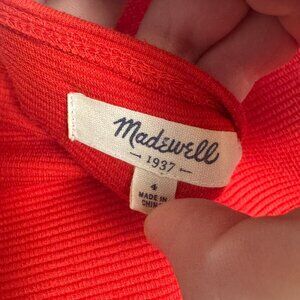 Madewell
— 1937 —
4
MADE IN
CHINA